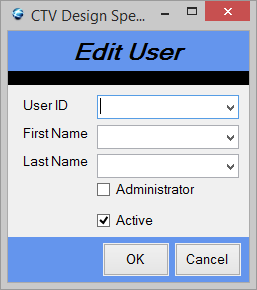 CTV Design Spe...
Edit User
User ID
First Name
Last Name
Administrator
Active
OK Cancel